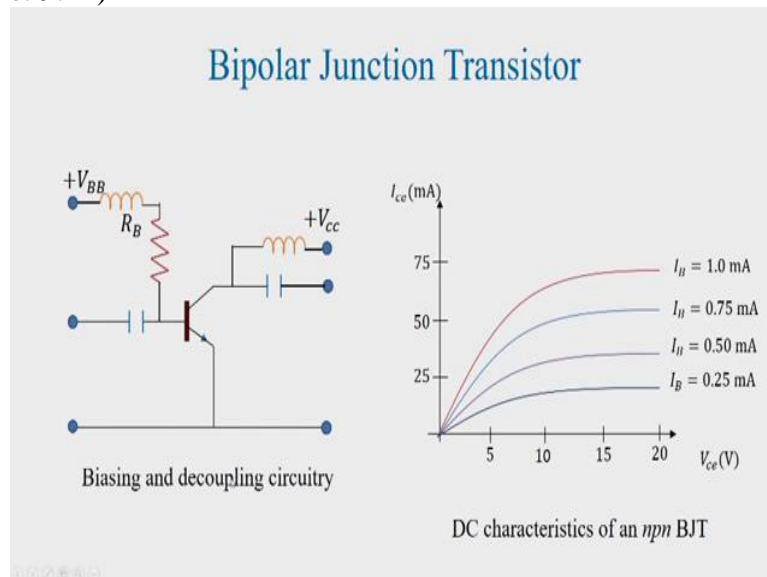 Bipolar Junction Transistor
+V_BB
R_B
+V_cc
Biasing and decoupling circuitry
I_ce(mA)
75
50
25
I_B = 1.0 mA
I_B = 0.75 mA
I_B = 0.50 mA
I_B = 0.25 mA
5 10 15 20 V_ce(V)
DC characteristics of an npn BJT